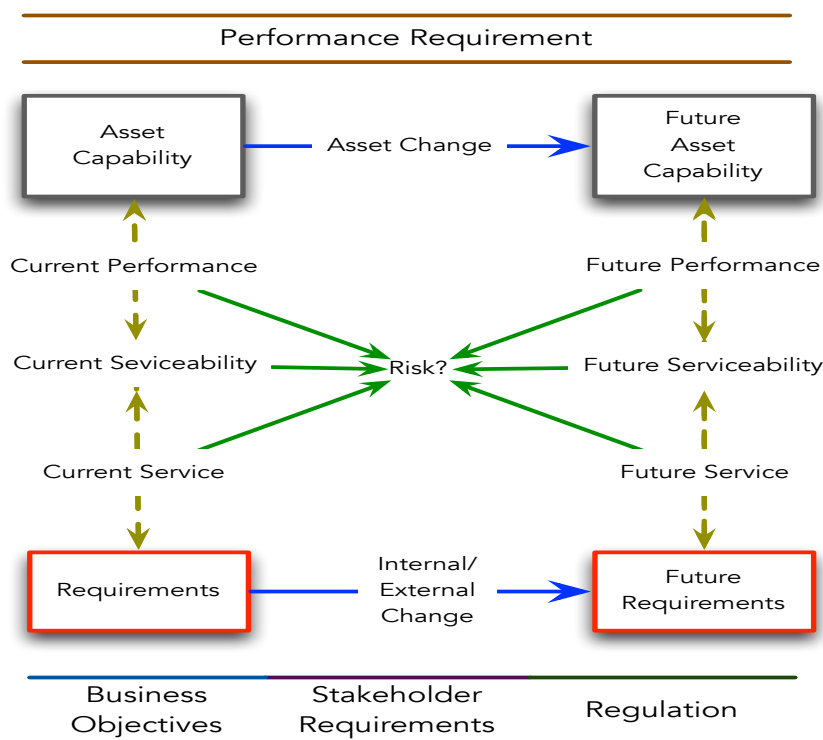 Performance Requirement
Asset
Capability
Asset Change
Future
Asset
Capability
Current Performance
Future Performance
Current Seviceability
Risk?
Future Serviceability
Current Service
Future Service
Requirements
Internal/
External
Change
Future
Requirements
Business
Objectives
Stakeholder
Requirements
Regulation